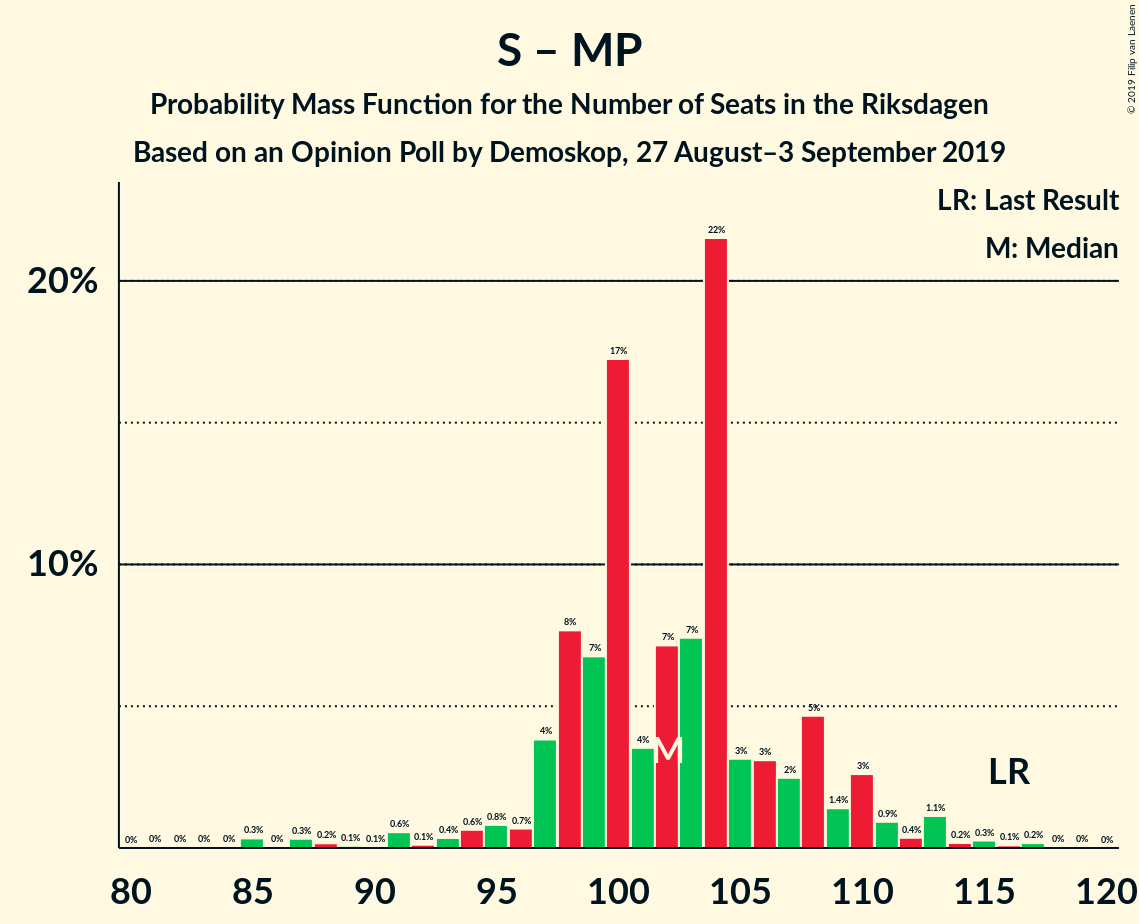 S – MP
Probability Mass Function for the Number of Seats in the Riksdagen
Based on an Opinion Poll by Demoskop, 27 August–3 September 2019
© 2019 Filip van Laenen
LR: Last Result
M: Median
20%
10%
0% 0% 0% 0% 0% 0.3% 0% 0.3% 0.2% 0.1% 0.1% 0.6% 0.1% 0.4% 0.6% 0.8% 0.7% 4% 8% 7% 17% 4% 7% 7% 22% 3% 3% 2% 5% 1.4% 3% 0.9% 0.4% 1.1% 0.2% 0.3% 0.1% 0.2% 0% 0% 0%
M
LR
80 85 90 95 100 105 110 115 120